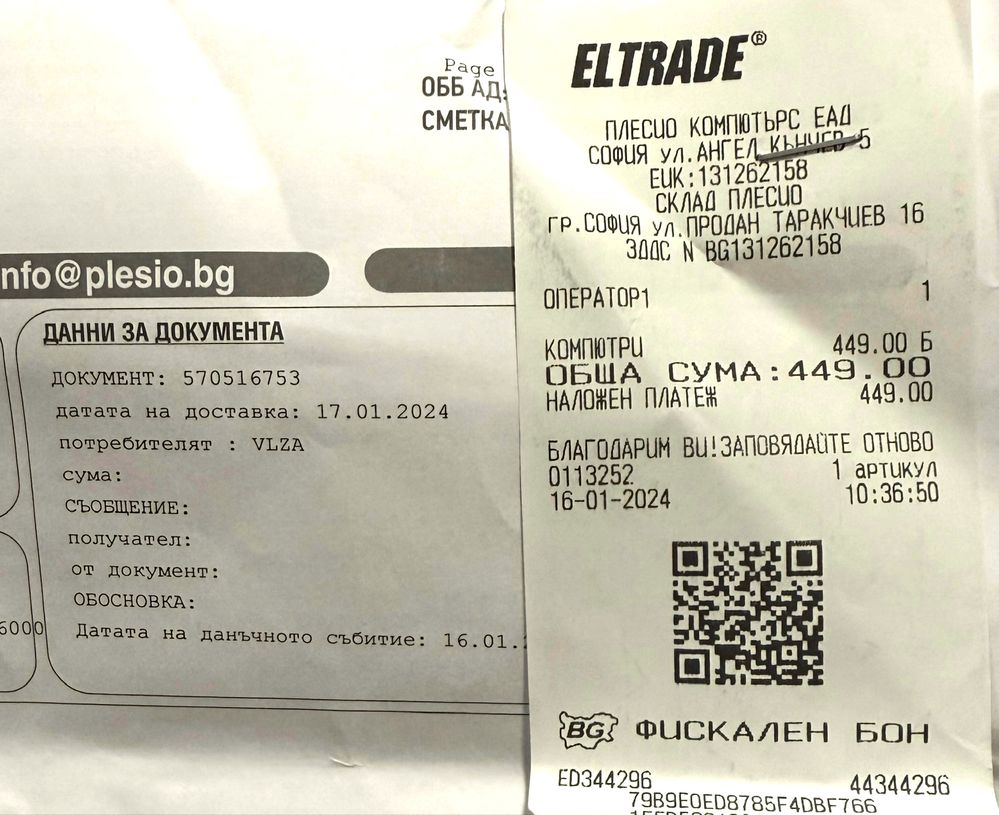 Page
ОББ АД:
СМЕТКА
nfo@plesio.bg
ДАННИ ЗА ДОКУМЕНТА
ДОКУМЕНТ: 570516753
датата на доставка: 17.01.2024
потребителят : VLZA
сума:
СЪОБЩЕНИЕ:
получател:
от документ:
ОБОСНОВКА:
6000
Датата на данъчното събитие: 16.01.
ELTRADE®
ПЛЕСИО КОМПЮТЪРС ЕАД
СОФИЯ ул.АНГЕЛ КЪНЧЕВ 5
ЕИК:131262158
СКЛАД ПЛЕСИО
ГР.СОФИЯ ул.ПРОДАН ТАРАКЧИЕВ 16
ЗДДС N BG131262158
ОПЕРАТОР1 1
КОМПЮТРИ 449.00 Б
ОБЩА СУМА:449.00
НАЛОЖЕН ПЛАТЕЖ 449.00
БЛАГОДАРИМ ВИ!ЗАПОВЯДАЙТЕ ОТНОВО
0113252 1 артикул
16-01-2024 10:36:50
BG ФИСКАЛЕН БОН
ED344296 44344296
79B9E0ED8785F4DBF766